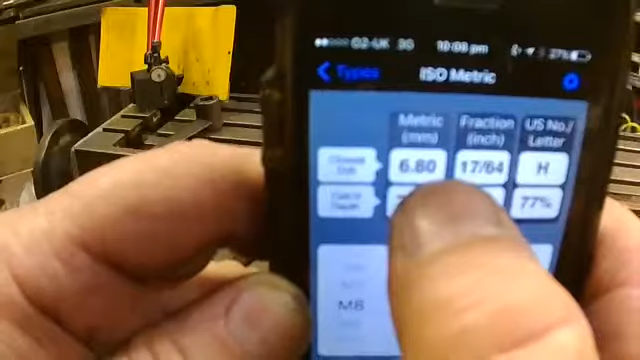 O2-UK 3G 10:08 pm 27%
Types ISO Metric
Metric (mm) Fraction (inch) US No./ Letter
Closest Drill 6.80 17/64 H
77%
M8